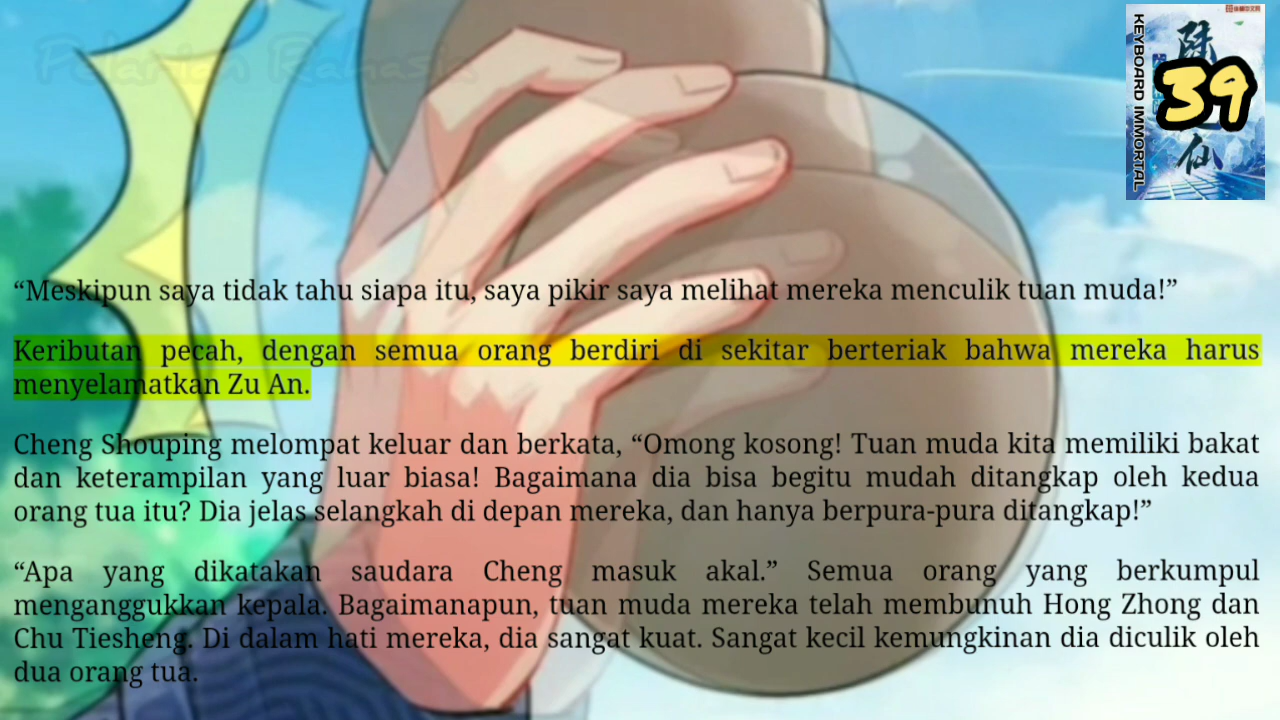 Pelarian Rahasia
KEYBOARD IMMORTAL
39
仙
“Meskipun saya tidak tahu siapa itu, saya pikir saya melihat mereka menculik tuan muda!”
Keributan pecah, dengan semua orang berdiri di sekitar berteriak bahwa mereka harus
menyelamatkan Zu An.
Cheng Shouping melompat keluar dan berkata, “Omong kosong! Tuan muda kita memiliki bakat
dan keterampilan yang luar biasa! Bagaimana dia bisa begitu mudah ditangkap oleh kedua
orang tua itu? Dia jelas selangkah di depan mereka, dan hanya berpura-pura ditangkap!”
“Apa yang dikatakan saudara Cheng masuk akal.” Semua orang yang berkumpul
menganggukkan kepala. Bagaimanapun, tuan muda mereka telah membunuh Hong Zhong dan
Chu Tiesheng. Di dalam hati mereka, dia sangat kuat. Sangat kecil kemungkinan dia diculik oleh
dua orang tua.